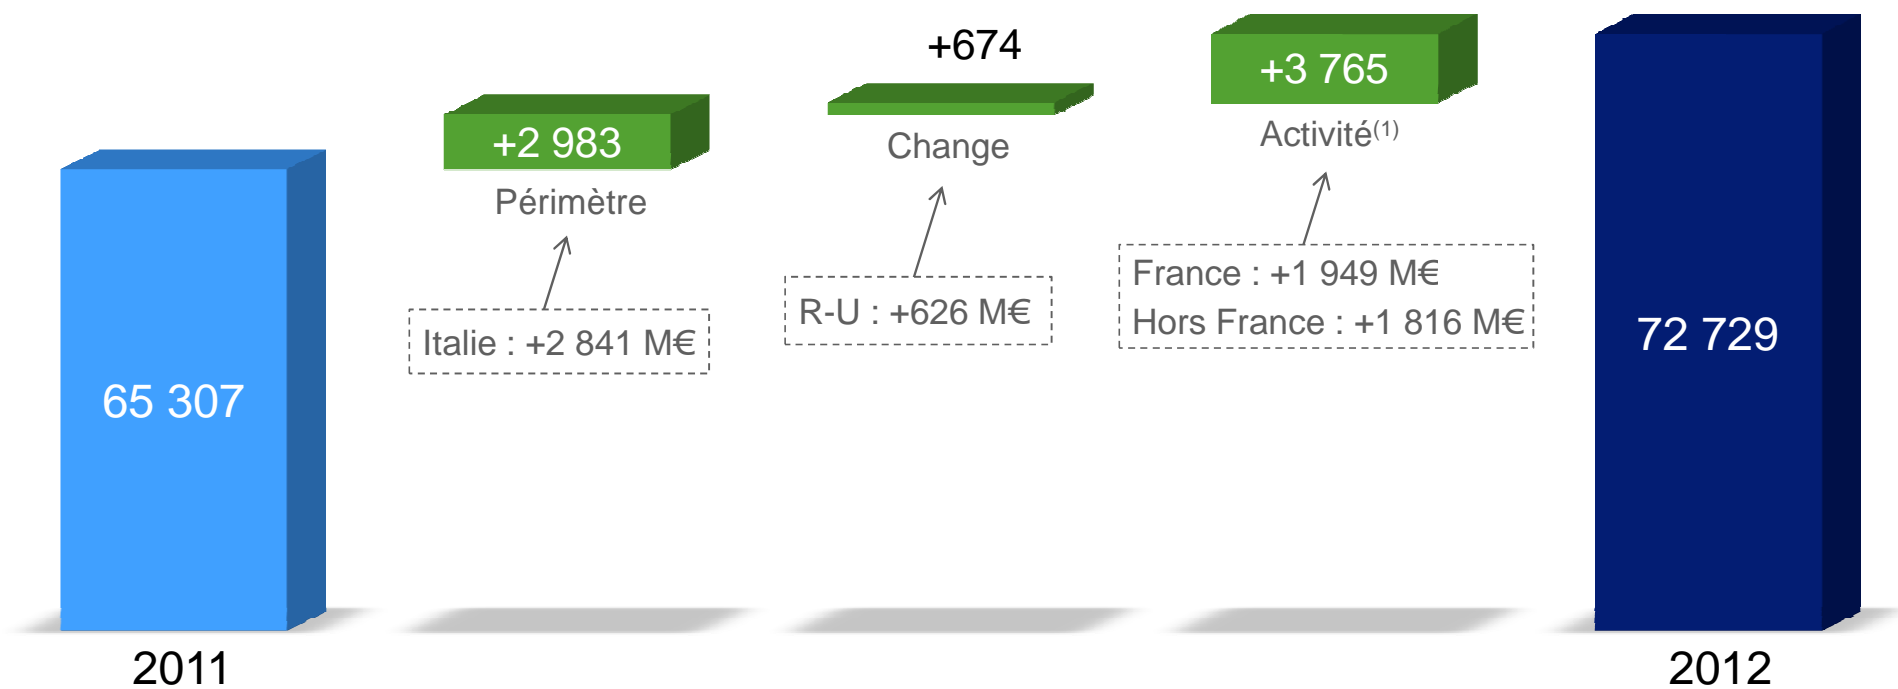 +674
+3 765
+2 983
Change
Activité(1)
Périmètre
France : +1 949 M€
Hors France : +1 816 M€
R-U : +626 M€
Italie : +2 841 M€
72 729
65 307
2011
2012